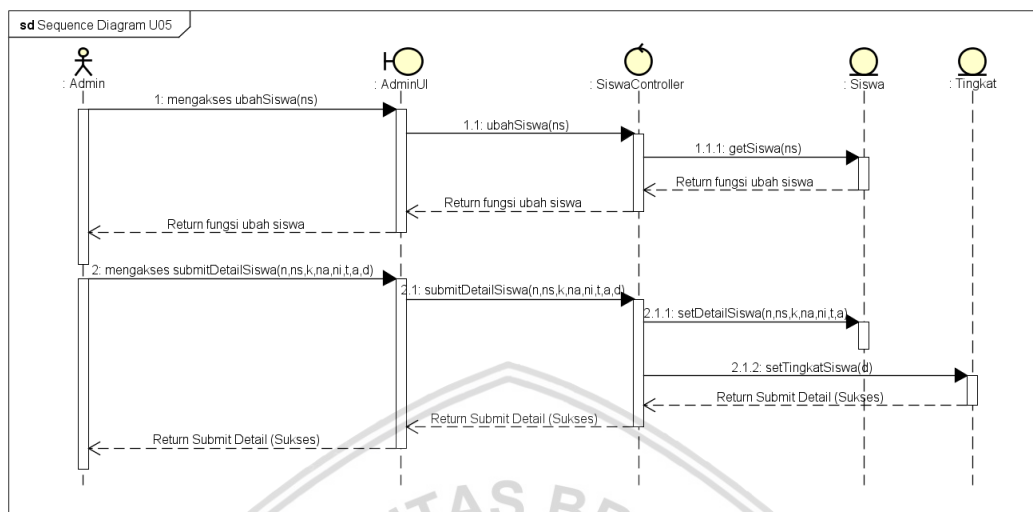 sd Sequence Diagram U05
: Admin
: AdminUI
: SiswaController
: Siswa
: Tingkat
1: mengakses ubahSiswa(ns)
1.1: ubahSiswa(ns)
1.1.1: getSiswa(ns)
Return fungsi ubah siswa
Return fungsi ubah siswa
Return fungsi ubah siswa
2: mengakses submitDetailSiswa(n,ns,k,na,ni,t,a,d)
2.1: submitDetailSiswa(n,ns,k,na,ni,t,a,d)
2.1.1: setDetailSiswa(n,ns,k,na,ni,t,a)
2.1.2: setTingkatSiswa(d)
Return Submit Detail (Sukses)
Return Submit Detail (Sukses)
Return Submit Detail (Sukses)